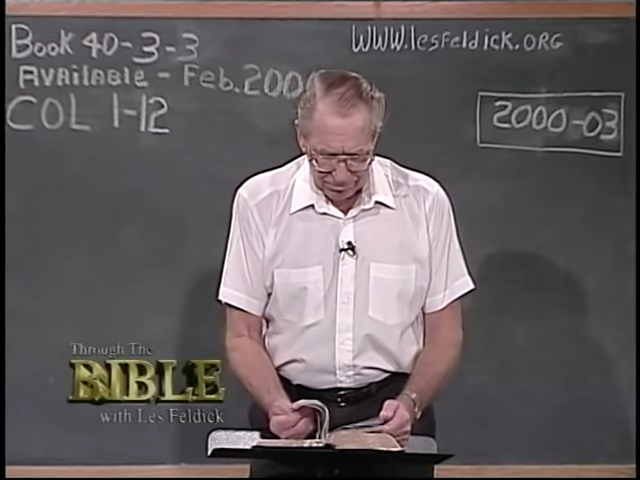 Book 40-3-3
WWW.lesfeldick.ORG
Available - Feb. 200
COL 1-12
2000-03
Through The
BIBLE
with Les Feldick